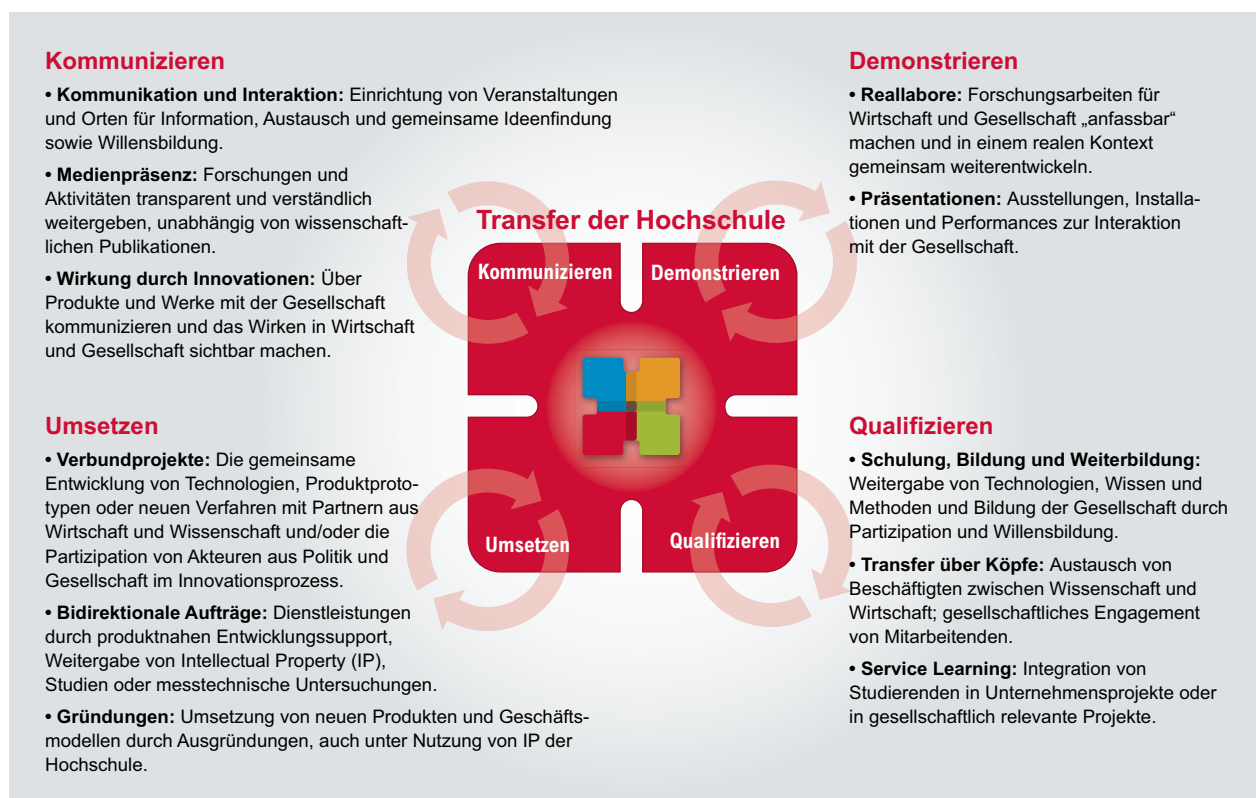 Kommunizieren
• Kommunikation und Interaktion: Einrichtung von Veranstaltungen
und Orten für Information, Austausch und gemeinsame Ideenfindung
sowie Willensbildung.
• Medienpräsenz: Forschungen und
Aktivitäten transparent und verständlich
weitergeben, unabhängig von wissenschaft-
lichen Publikationen.
• Wirkung durch Innovationen: Über
Produkte und Werke mit der Gesellschaft
kommunizieren und das Wirken in Wirtschaft
und Gesellschaft sichtbar machen.
Demonstrieren
• Reallabore: Forschungsarbeiten für
Wirtschaft und Gesellschaft „anfassbar“
machen und in einem realen Kontext
gemeinsam weiterentwickeln.
• Präsentationen: Ausstellungen, Installa-
tionen und Performances zur Interaktion
mit der Gesellschaft.
Transfer der Hochschule
Kommunizieren
Demonstrieren
Umsetzen
Qualifizieren
Umsetzen
• Verbundprojekte: Die gemeinsame
Entwicklung von Technologien, Produktproto-
typen oder neuen Verfahren mit Partnern aus
Wirtschaft und Wissenschaft und/oder die
Partizipation von Akteuren aus Politik und
Gesellschaft im Innovationsprozess.
• Bidirektionale Aufträge: Dienstleistungen
durch produktnahen Entwicklungssupport,
Weitergabe von Intellectual Property (IP),
Studien oder messtechnische Untersuchungen.
• Gründungen: Umsetzung von neuen Produkten und Geschäfts-
modellen durch Ausgründungen, auch unter Nutzung von IP der
Hochschule.
Qualifizieren
• Schulung, Bildung und Weiterbildung:
Weitergabe von Technologien, Wissen und
Methoden und Bildung der Gesellschaft durch
Partizipation und Willensbildung.
• Transfer über Köpfe: Austausch von
Beschäftigten zwischen Wissenschaft und
Wirtschaft; gesellschaftliches Engagement
von Mitarbeitenden.
• Service Learning: Integration von
Studierenden in Unternehmensprojekte oder
in gesellschaftlich relevante Projekte.